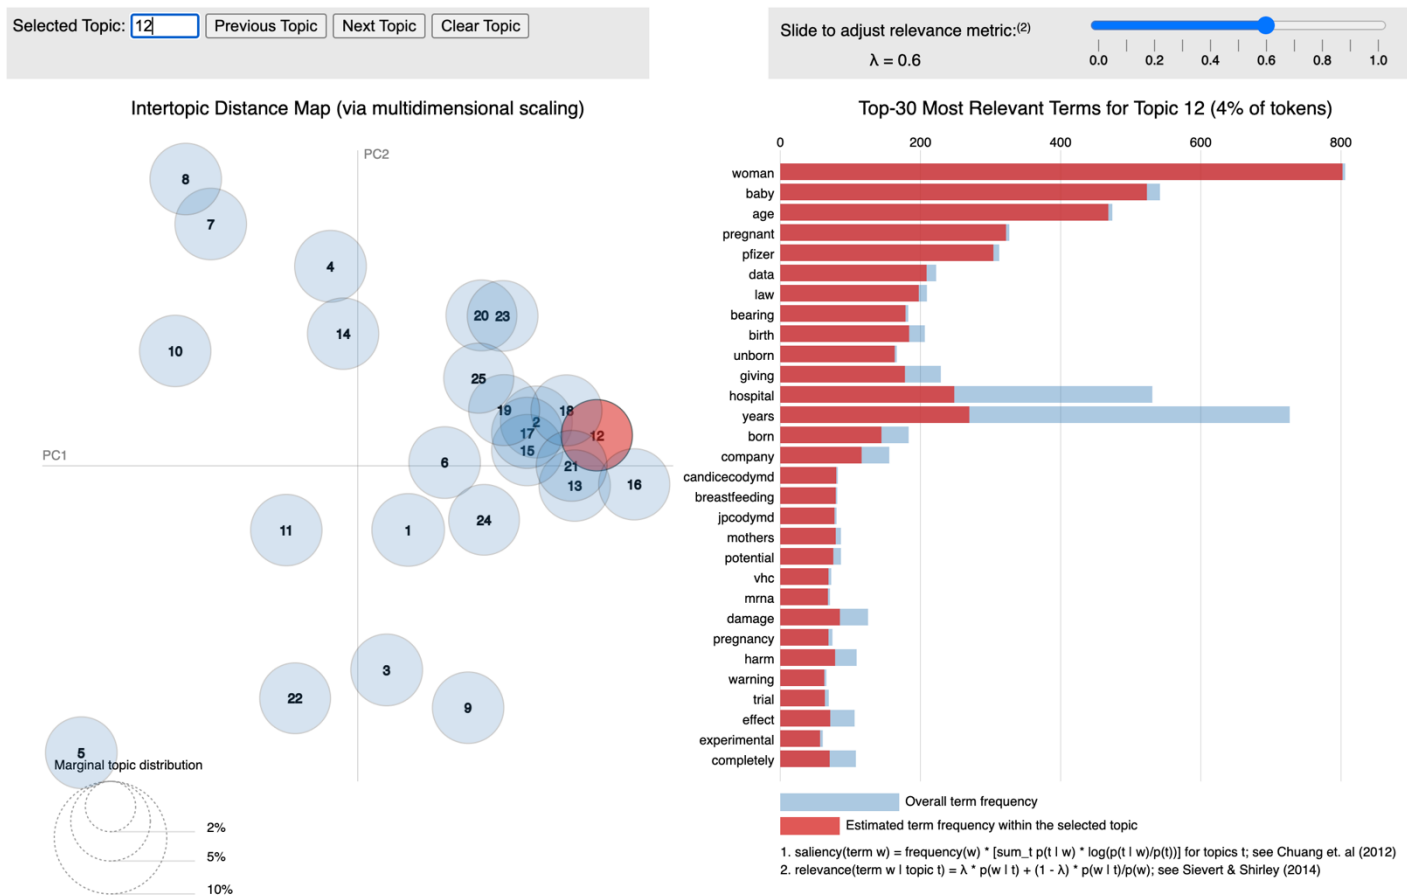 Selected Topic: 12 Previous Topic Next Topic Clear Topic
Slide to adjust relevance metric:(2)
λ = 0.6
0.0 0.2 0.4 0.6 0.8 1.0
Intertopic Distance Map (via multidimensional scaling)
PC2
PC1
8
7
4
14
10
20 23
25
19
2
18
17
12
15
6
21
13
16
11
1
24
3
22
9
5
Marginal topic distribution
2%
5%
10%
Top-30 Most Relevant Terms for Topic 12 (4% of tokens)
0 200 400 600 800
woman
baby
age
pregnant
pfizer
data
law
bearing
birth
unborn
giving
hospital
years
born
company
candicecodymd
breastfeeding
jpcodymd
mothers
potential
vhc
mrna
damage
pregnancy
harm
warning
trial
effect
experimental
completely
Overall term frequency
Estimated term frequency within the selected topic
1. saliency(term w) = frequency(w) * [sum_t p(t | w) * log(p(t | w)/p(t))] for topics t; see Chuang et. al (2012)
2. relevance(term w | topic t) = λ * p(w | t) + (1 - λ) * p(w | t)/p(w); see Sievert & Shirley (2014)